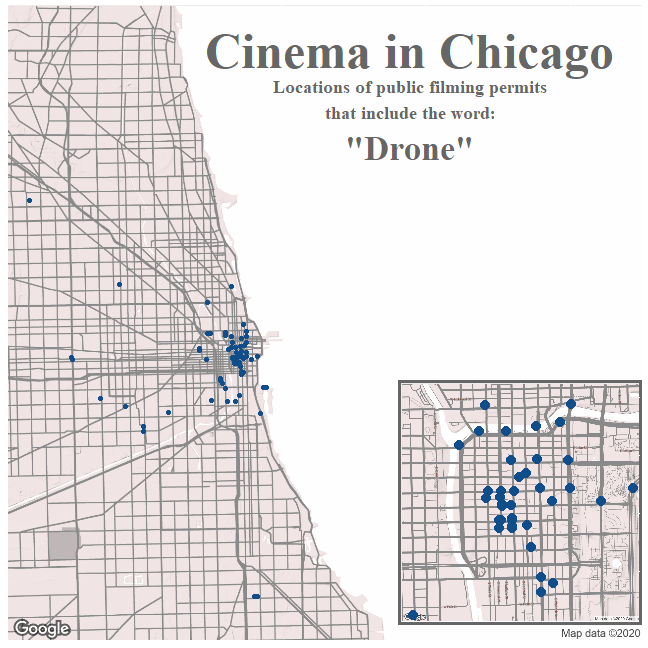 Cinema in Chicago
Locations of public filming permits
that include the word:
"Drone"
Google
Map data ©2020